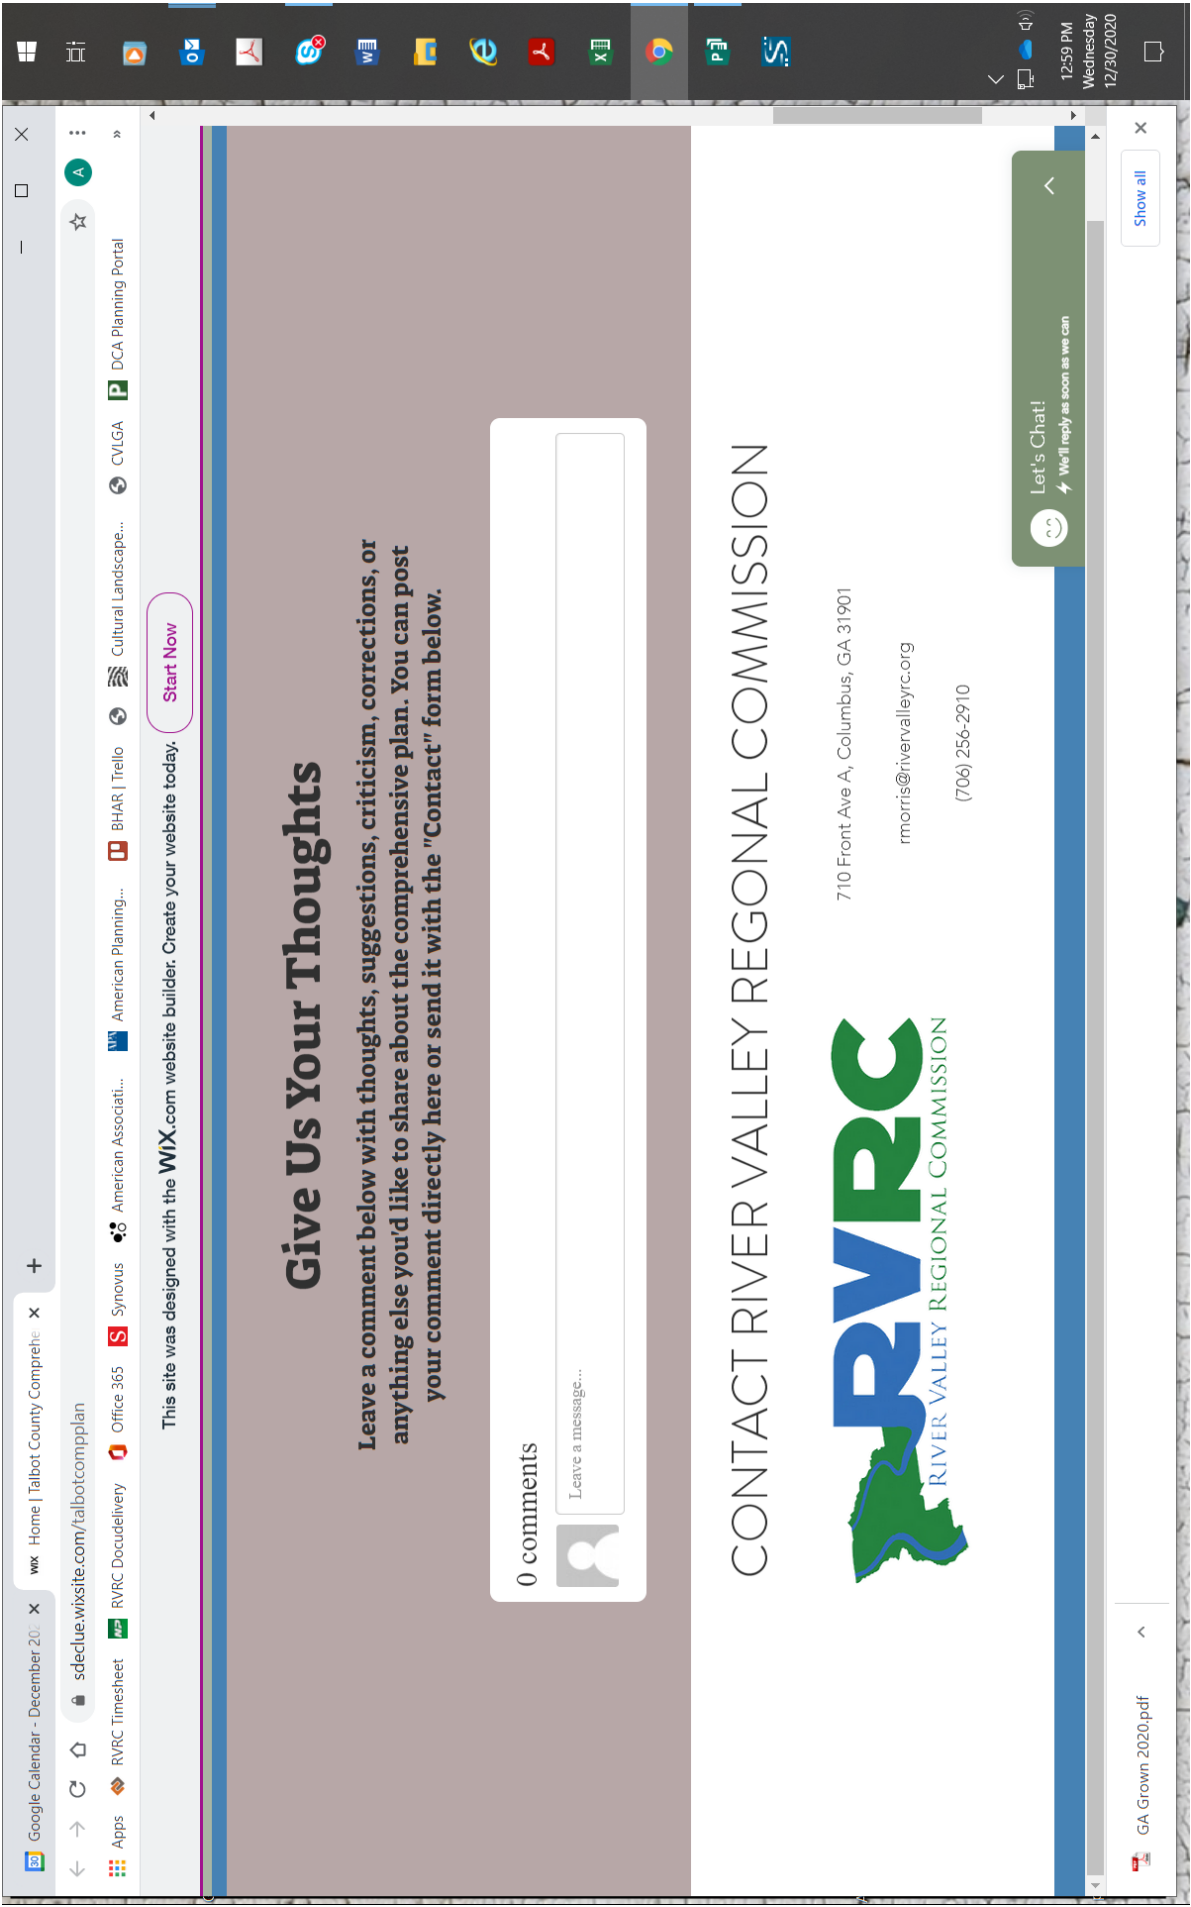 Google Calendar - December 20
Home | Talbot County Comprehe
sdeclue.wixsite.com/talbotcompplan
A
Apps
RVRC Timesheet
RVRC Docudelivery
Office 365
Synovus
American Associati...
American Planning...
BHAR | Trello
Cultural Landscape...
CVLGA
DCA Planning Portal
This site was designed with the WiX.com website builder. Create your website today. Start Now
Give Us Your Thoughts
Leave a comment below with thoughts, suggestions, criticism, corrections, or
anything else you'd like to share about the comprehensive plan. You can post
your comment directly here or send it with the "Contact" form below.
0 comments
Leave a message...
CONTACT RIVER VALLEY REGONAL COMMISSION
RVRC
RIVER VALLEY REGIONAL COMMISSION
710 Front Ave A, Columbus, GA 31901
rmorris@rivervalleyrc.org
(706) 256-2910
Let's Chat!
We'll reply as soon as we can
GA Grown 2020.pdf
Show all
12:59 PM
Wednesday
12/30/2020